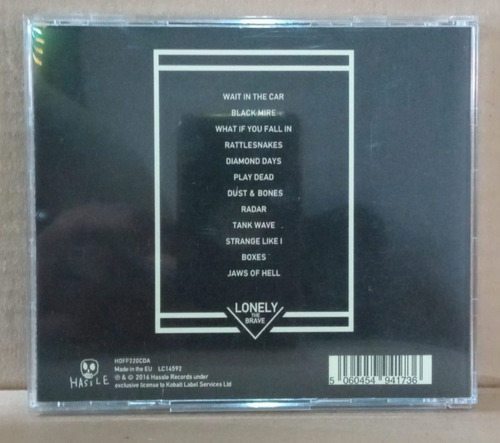 WAIT IN THE CAR
BLACK MIRE
WHAT IF YOU FALL IN
RATTLESNAKES
DIAMOND DAYS
PLAY DEAD
DUST & BONES
RADAR
TANK WAVE
STRANGE LIKE I
BOXES
JAWS OF HELL
LONELY
THE
BRAVE
HASSLE
HOFF220CDA
Made in the EU LC14592
℗ & © 2016 Hassle Records under
exclusive license to Kobalt Label Services Ltd
5 060454 941736